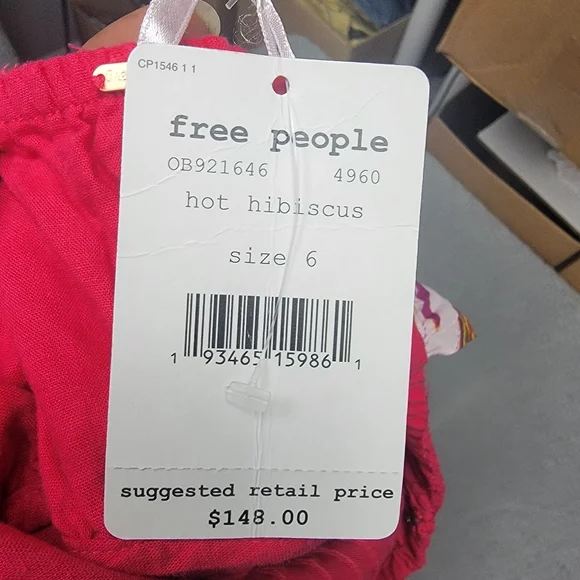 CP1546 1 1
free people
OB921646 4960
hot hibiscus
size 6
1 93465 15986 1
suggested retail price
$148.00